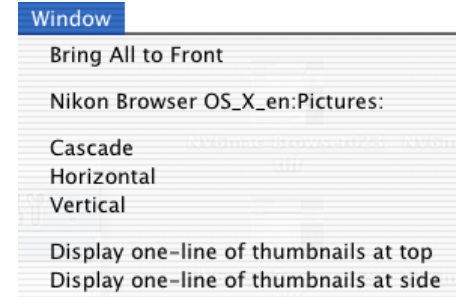 Window
Bring All to Front
Nikon Browser OS_X_en:Pictures:
Cascade
Horizontal
Vertical
Display one-line of thumbnails at top
Display one-line of thumbnails at side